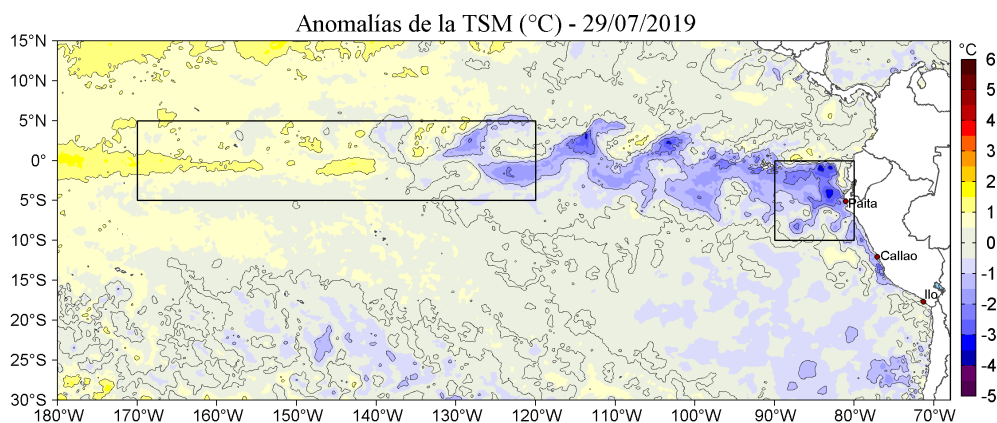 Anomalías de la TSM (°C) - 29/07/2019
15°N
10°N
5°N
0°
5°S
10°S
15°S
20°S
25°S
30°S
180°W
170°W
160°W
150°W
140°W
130°W
120°W
110°W
100°W
90°W
80°W
70°W
Paita
Callao
Ilo
°C
6
5
4
3
2
1
0
-1
-2
-3
-4
-5